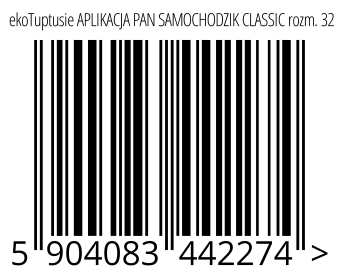 ekoTuptusie APLIKACJA PAN SAMOCHODZIK CLASSIC rozm. 32
5 904083 442274 >